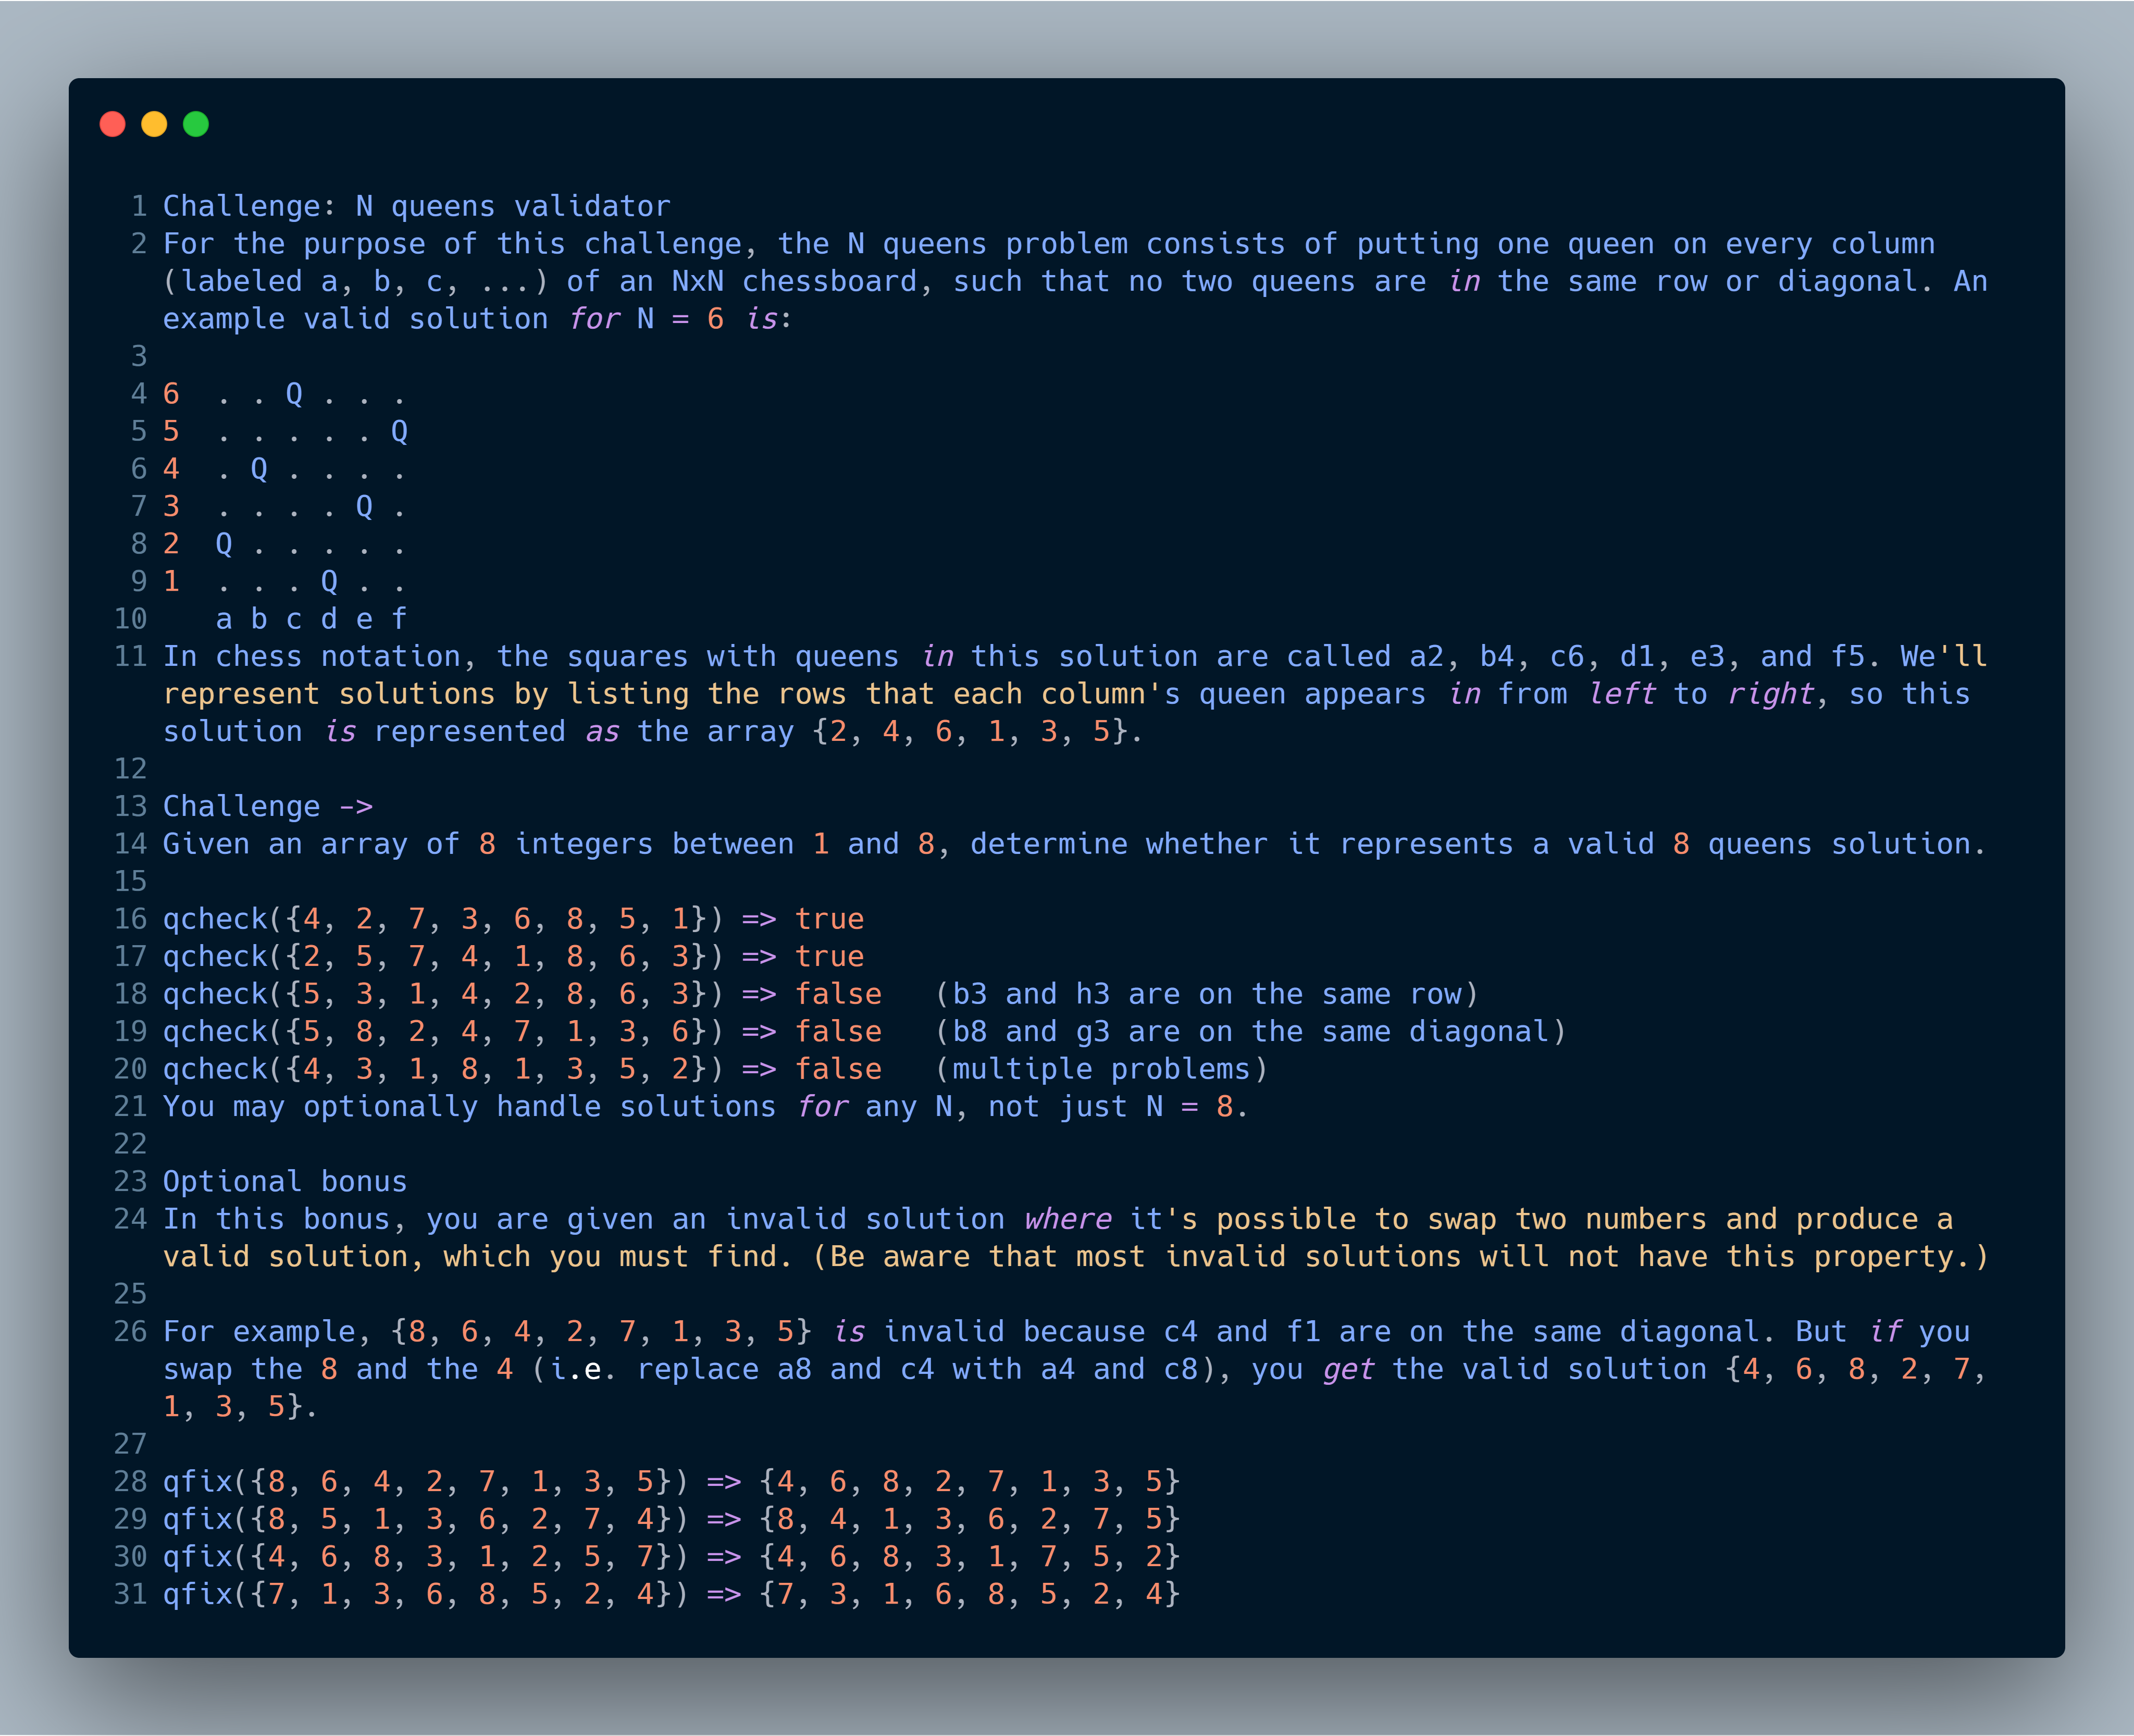 1 Challenge: N queens validator
2 For the purpose of this challenge, the N queens problem consists of putting one queen on every column
(labeled a, b, c, ...) of an NxN chessboard, such that no two queens are in the same row or diagonal. An
example valid solution for N = 6 is:
3
4 6  . . Q . . .
5 5  . . . . . Q
6 4  . Q . . . .
7 3  . . . . Q .
8 2  Q . . . . .
9 1  . . . Q . .
10    a b c d e f
11 In chess notation, the squares with queens in this solution are called a2, b4, c6, d1, e3, and f5. We'll
represent solutions by listing the rows that each column's queen appears in from left to right, so this
solution is represented as the array {2, 4, 6, 1, 3, 5}.
12
13 Challenge ->
14 Given an array of 8 integers between 1 and 8, determine whether it represents a valid 8 queens solution.
15
16 qcheck({4, 2, 7, 3, 6, 8, 5, 1}) => true
17 qcheck({2, 5, 7, 4, 1, 8, 6, 3}) => true
18 qcheck({5, 3, 1, 4, 2, 8, 6, 3}) => false   (b3 and h3 are on the same row)
19 qcheck({5, 8, 2, 4, 7, 1, 3, 6}) => false   (b8 and g3 are on the same diagonal)
20 qcheck({4, 3, 1, 8, 1, 3, 5, 2}) => false   (multiple problems)
21 You may optionally handle solutions for any N, not just N = 8.
22
23 Optional bonus
24 In this bonus, you are given an invalid solution where it's possible to swap two numbers and produce a
valid solution, which you must find. (Be aware that most invalid solutions will not have this property.)
25
26 For example, {8, 6, 4, 2, 7, 1, 3, 5} is invalid because c4 and f1 are on the same diagonal. But if you
swap the 8 and the 4 (i.e. replace a8 and c4 with a4 and c8), you get the valid solution {4, 6, 8, 2, 7,
1, 3, 5}.
27
28 qfix({8, 6, 4, 2, 7, 1, 3, 5}) => {4, 6, 8, 2, 7, 1, 3, 5}
29 qfix({8, 5, 1, 3, 6, 2, 7, 4}) => {8, 4, 1, 3, 6, 2, 7, 5}
30 qfix({4, 6, 8, 3, 1, 2, 5, 7}) => {4, 6, 8, 3, 1, 7, 5, 2}
31 qfix({7, 1, 3, 6, 8, 5, 2, 4}) => {7, 3, 1, 6, 8, 5, 2, 4}